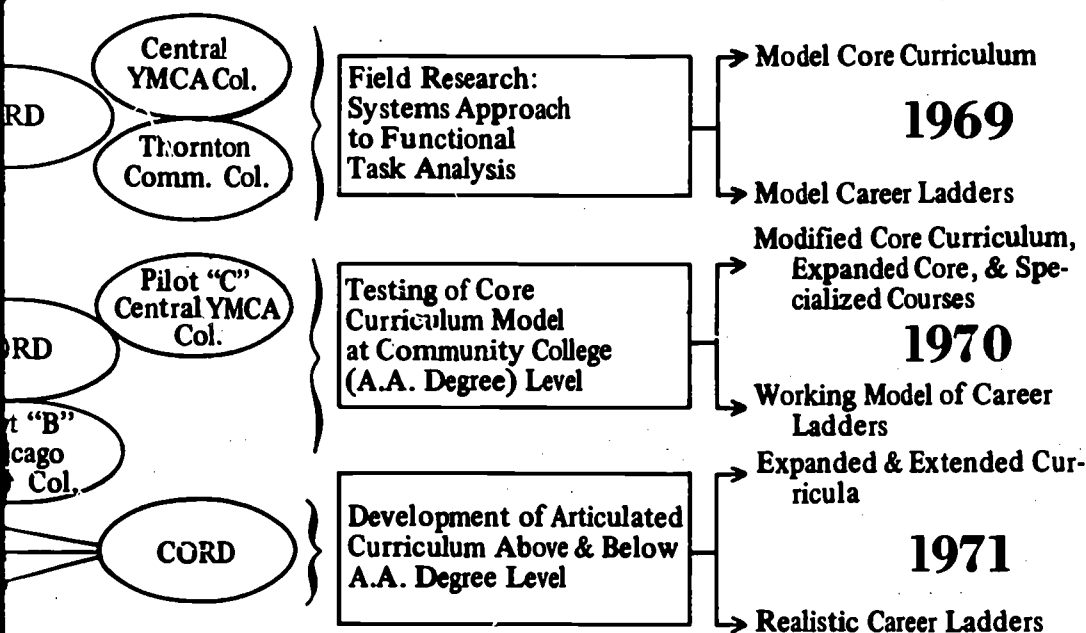 RD
Central
YMCA Col.
Thornton
Comm. Col.
Field Research:
Systems Approach
to Functional
Task Analysis
Model Core Curriculum
1969
Model Career Ladders
RD
Pilot “C”
Central YMCA
Col.
t “B”
cago
Col.
Testing of Core
Curriculum Model
at Community College
(A.A. Degree) Level
Modified Core Curriculum,
Expanded Core, & Spe-
cialized Courses
1970
Working Model of Career
Ladders
CORD
Development of Articulated
Curriculum Above & Below
A.A. Degree Level
Expanded & Extended Cur-
ricula
1971
Realistic Career Ladders